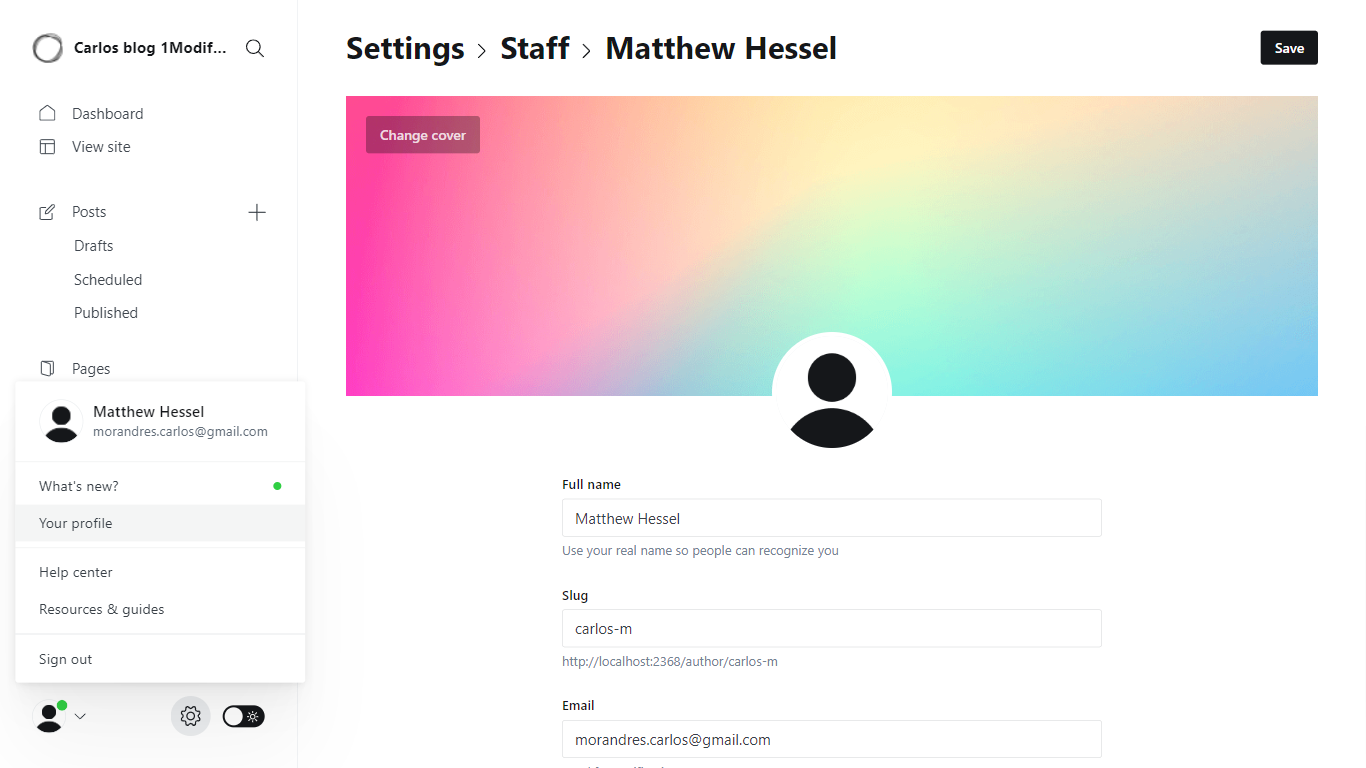 Carlos blog 1Modif...
Dashboard
View site
Posts
Drafts
Scheduled
Published
Pages
Matthew Hessel
morandres.carlos@gmail.com
What's new?
Your profile
Help center
Resources & guides
Sign out
Settings > Staff > Matthew Hessel
Save
Change cover
Full name
Matthew Hessel
Use your real name so people can recognize you
Slug
carlos-m
http://localhost:2368/author/carlos-m
Email
morandres.carlos@gmail.com